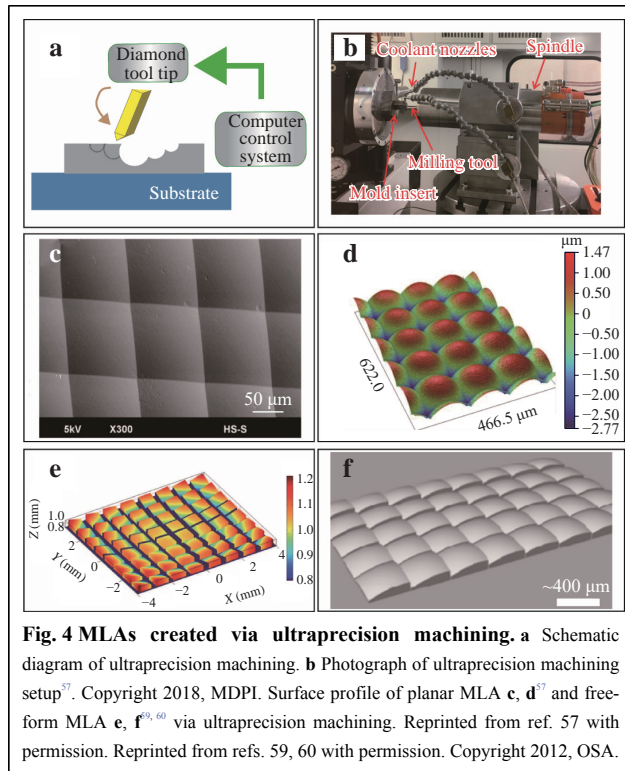 a
Diamond
tool tip
Computer
control
system
Substrate
b
Coolant nozzles
Spindle
Milling tool
Mold insert
c
50 μm
5kV X300 HS-S
d
μm
1.47
1.00
0.50
0
−0.50
−1.00
−1.50
−2.00
−2.50
−2.77
622.0
466.5 μm
e
Z (mm)
1.0
0.8
Y (mm)
2
0
−2
−4
−2
0
2
4
X (mm)
1.2
1.1
1.0
0.9
0.8
f
~400 μm
Fig. 4 MLAs created via ultraprecision machining. a Schematic
diagram of ultraprecision machining. b Photograph of ultraprecision machining
setup57. Copyright 2018, MDPI. Surface profile of planar MLA c, d57 and free-
form MLA e, f59, 60 via ultraprecision machining. Reprinted from ref. 57 with
permission. Reprinted from refs. 59, 60 with permission. Copyright 2012, OSA.